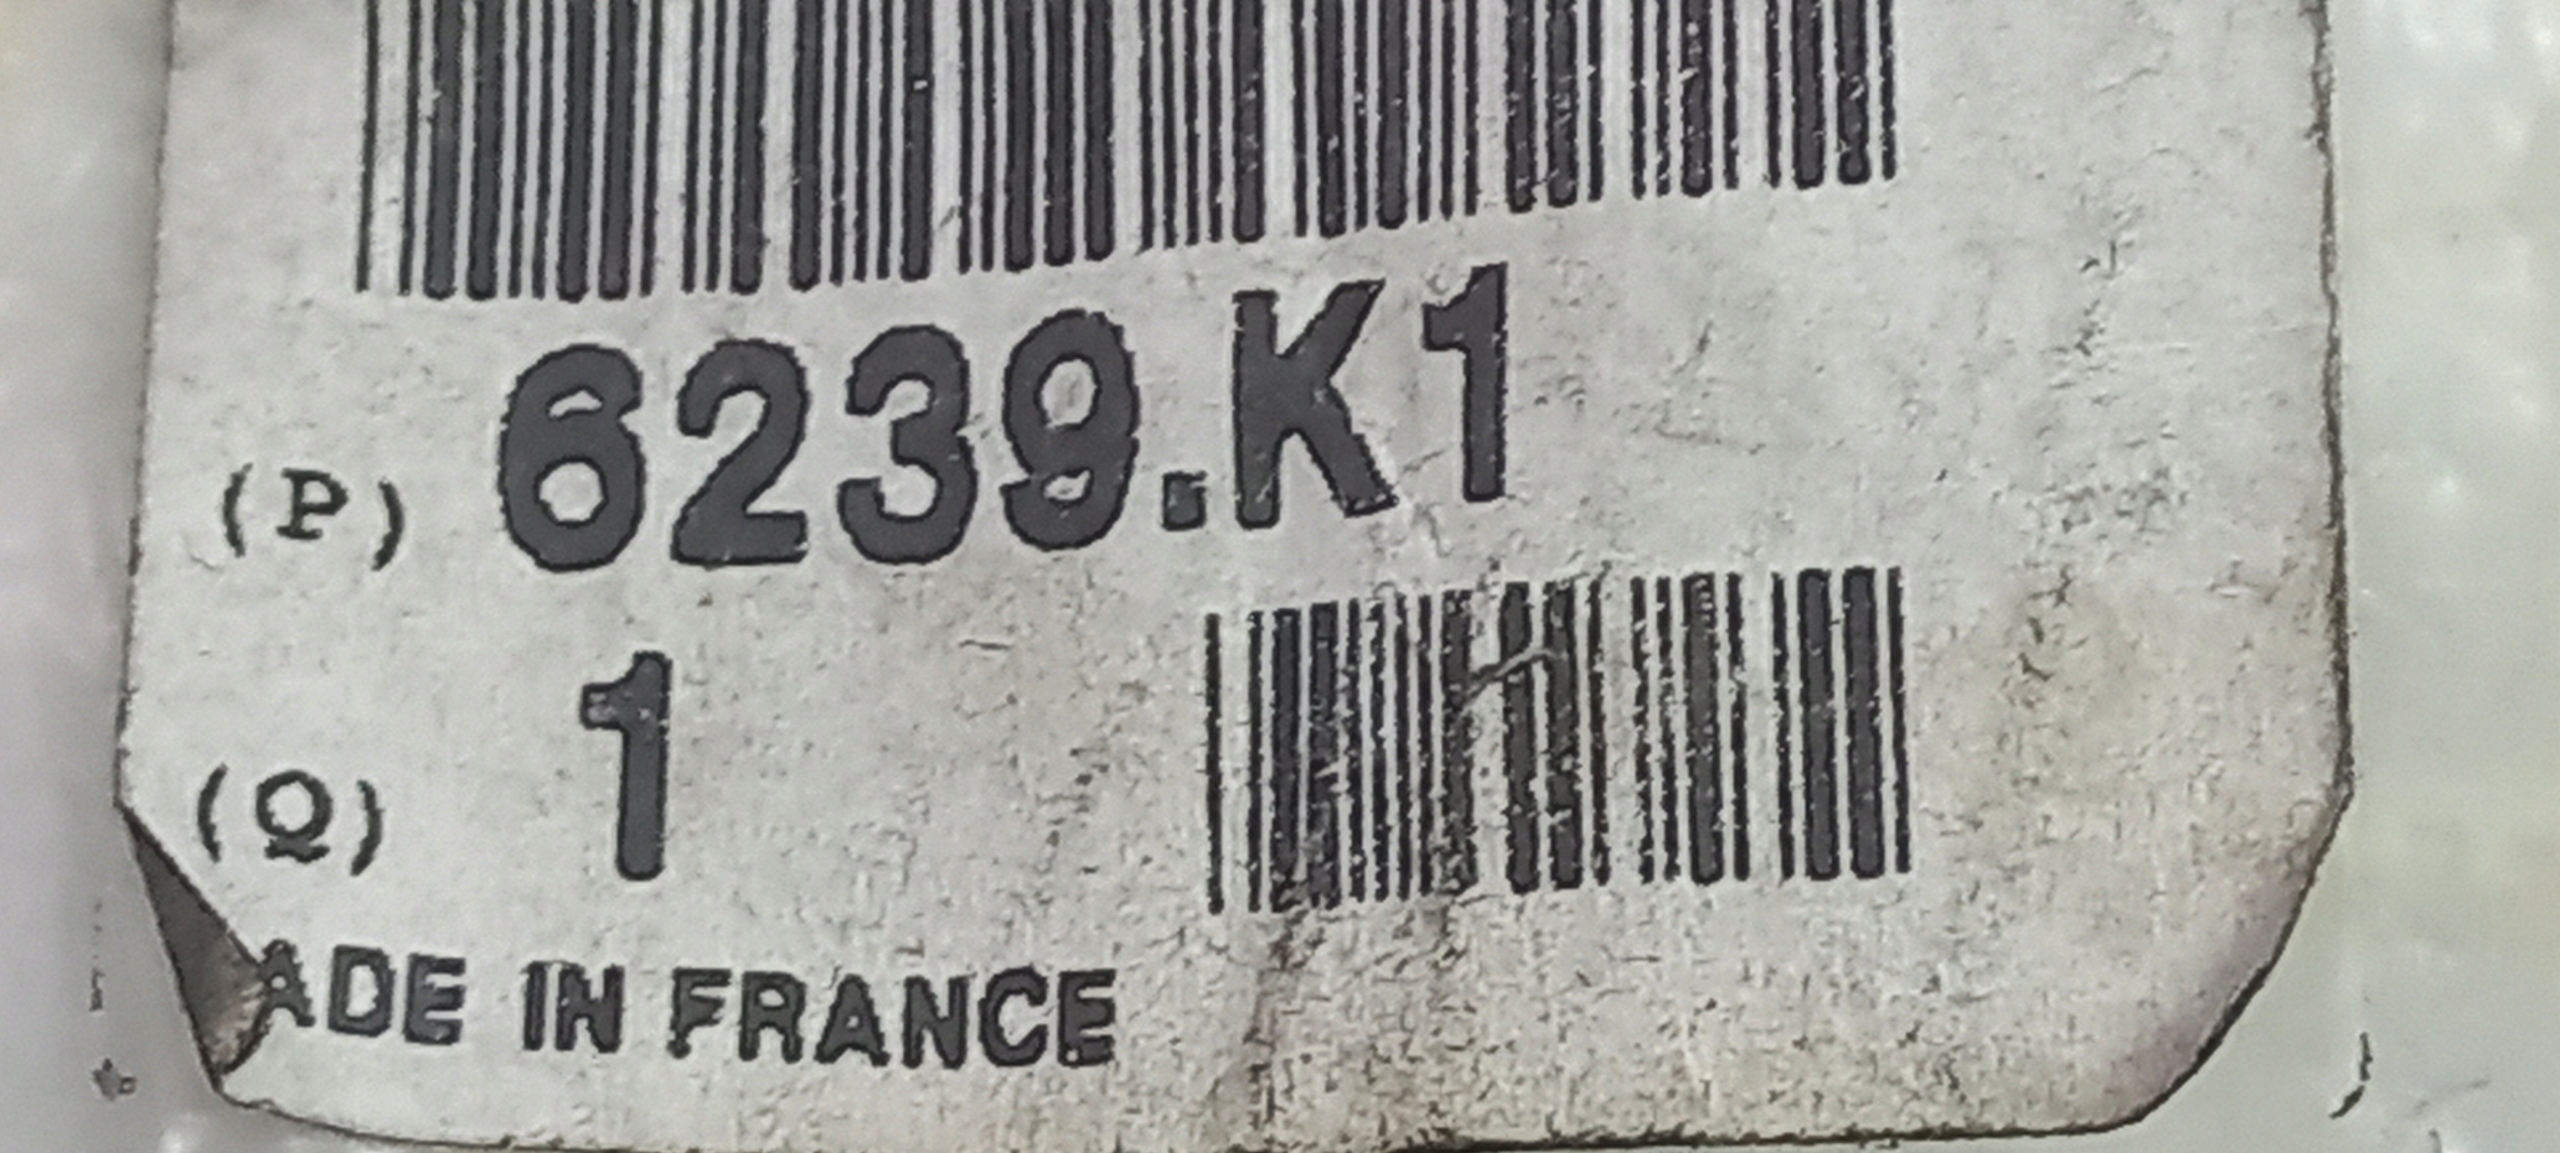 (P) 6239.K1
(Q) 1
ADE IN FRANCE